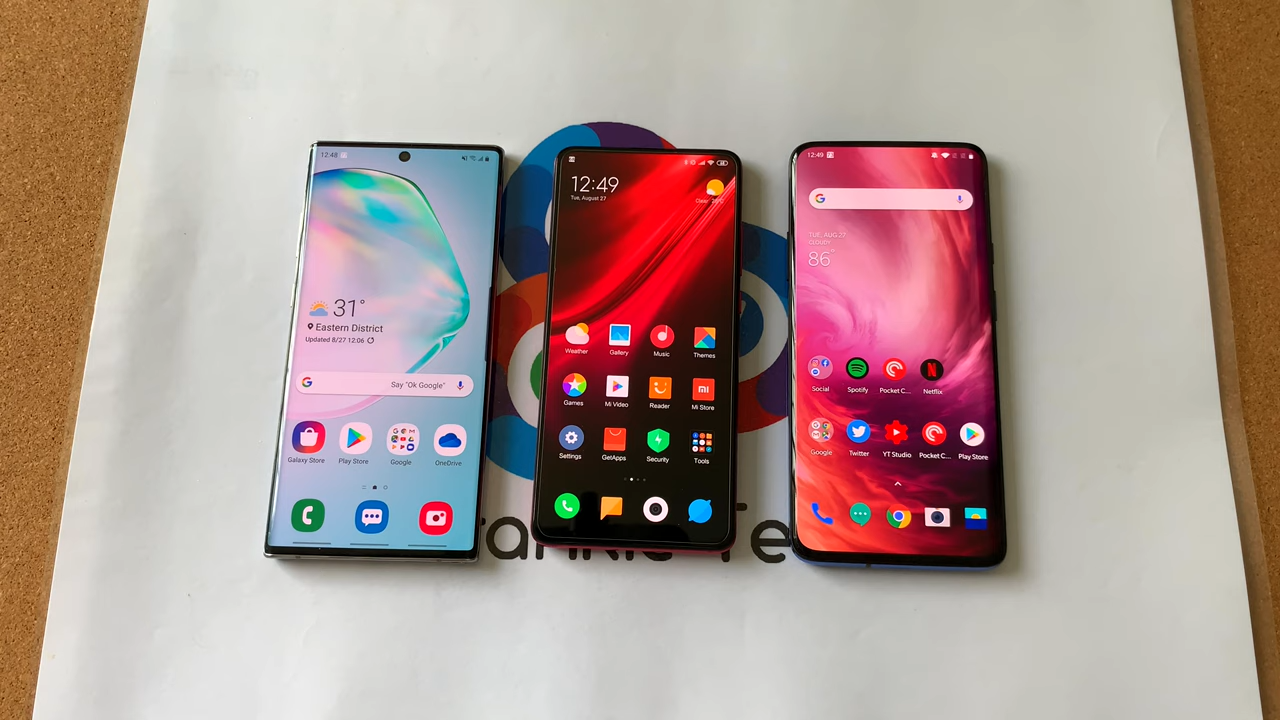 12:48
31°
Eastern District
Updated 8/27 12:06
Say "Ok Google"
Galaxy Store
Play Store
Google
OneDrive
12:49
Tue, August 27
Weather
Gallery
Music
Themes
Games
Mi Video
Reader
Mi Store
Settings
GetApps
Security
Tools
12:49
TUE, AUG 27
CLOUDY
86°
Social
Spotify
Pocket C...
Netflix
Google
Twitter
YT Studio
Pocket C...
Play Store